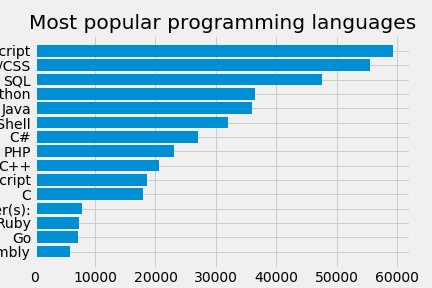 Most popular programming languages
cript
/CSS
SQL
thon
Java
Shell
C#
PHP
C++
cript
C
er(s):
Ruby
Go
mbly
0 10000 20000 30000 40000 50000 60000